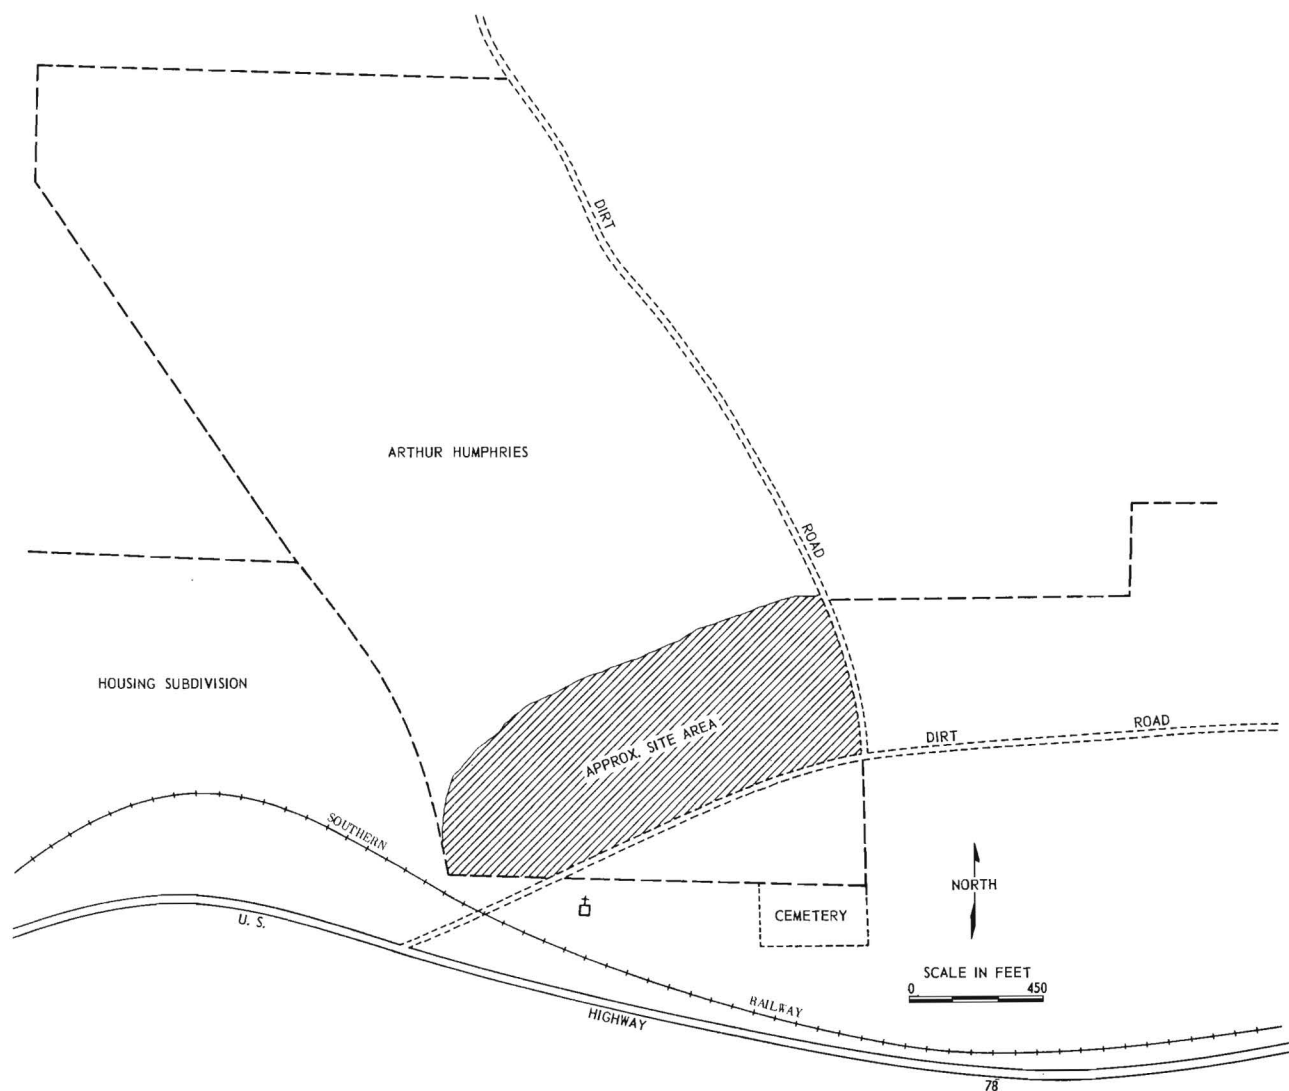 DIRT
ARTHUR HUMPHRIES
ROAD
HOUSING SUBDIVISION
APPROX. SITE AREA
DIRT ROAD
SOUTHERN
NORTH
CEMETERY
U. S.
SCALE IN FEET
0 450
RAILWAY
HIGHWAY
78